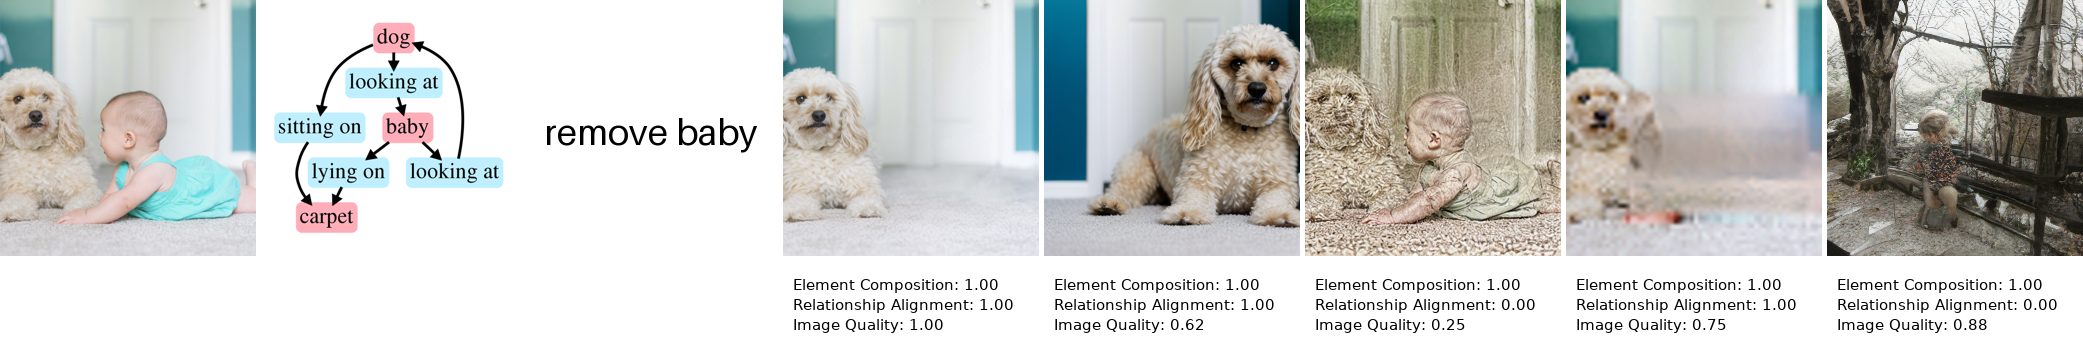 dog
looking at
sitting on
baby
lying on
looking at
carpet
remove baby
Element Composition: 1.00
Relationship Alignment: 1.00
Image Quality: 1.00
Element Composition: 1.00
Relationship Alignment: 1.00
Image Quality: 0.62
Element Composition: 1.00
Relationship Alignment: 0.00
Image Quality: 0.25
Element Composition: 1.00
Relationship Alignment: 1.00
Image Quality: 0.75
Element Composition: 1.00
Relationship Alignment: 0.00
Image Quality: 0.88